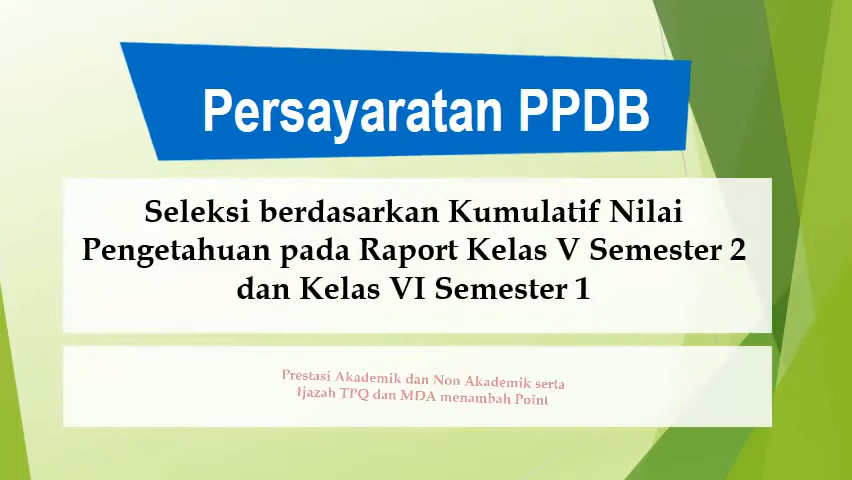 Persayaratan PPDB
Seleksi berdasarkan Kumulatif Nilai
Pengetahuan pada Raport Kelas V Semester 2
dan Kelas VI Semester 1
Prestasi Akademik dan Non Akademik serta
Ijazah TPQ dan MDA menambah Point